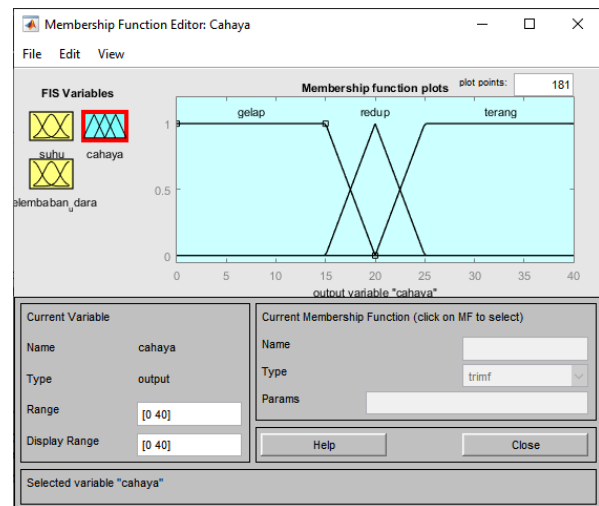 Membership Function Editor: Cahaya
File Edit View
FIS Variables
suhu cahaya
elembaban_udara
Membership function plots plot points: 181
gelap redup terang
1
0.5
0
0 5 10 15 20 25 30 35 40
output variable "cahaya"
Current Variable
Name cahaya
Type output
Range [0 40]
Display Range [0 40]
Current Membership Function (click on MF to select)
Name
Type trimf
Params
Help Close
Selected variable "cahaya"